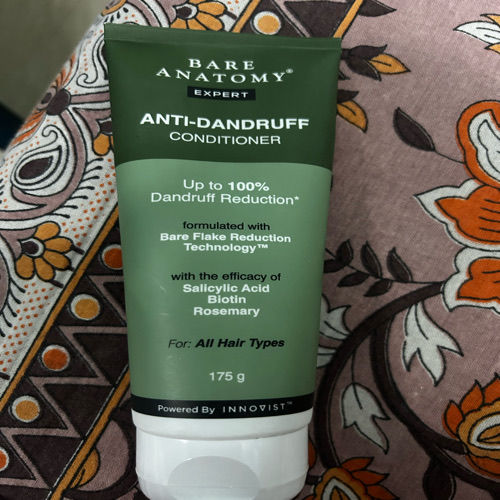 BARE
ANATOMY®
EXPERT
ANTI-DANDRUFF
CONDITIONER
Up to 100%
Dandruff Reduction*
formulated with
Bare Flake Reduction
Technology™
with the efficacy of
Salicylic Acid
Biotin
Rosemary
For: All Hair Types
175 g
Powered By INNOVIST™